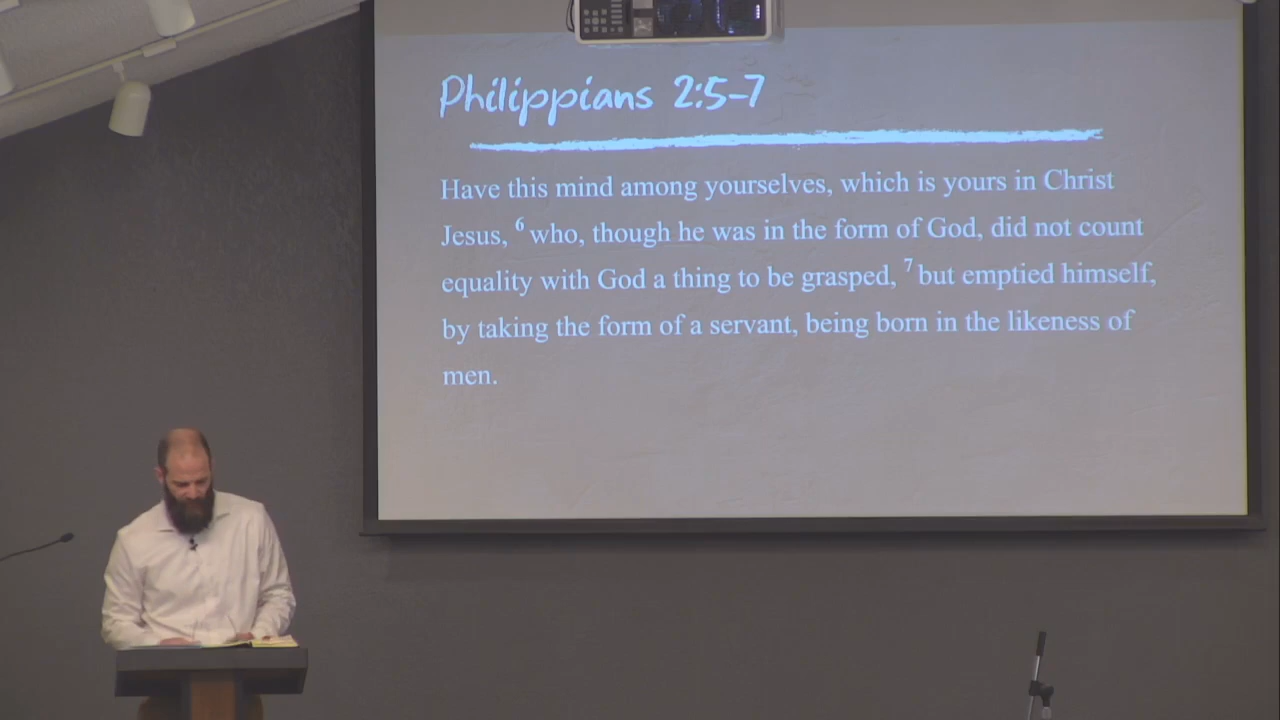 Philippians 2:5-7
Have this mind among yourselves, which is yours in Christ
Jesus, ⁶ who, though he was in the form of God, did not count
equality with God a thing to be grasped, ⁷ but emptied himself,
by taking the form of a servant, being born in the likeness of
men.